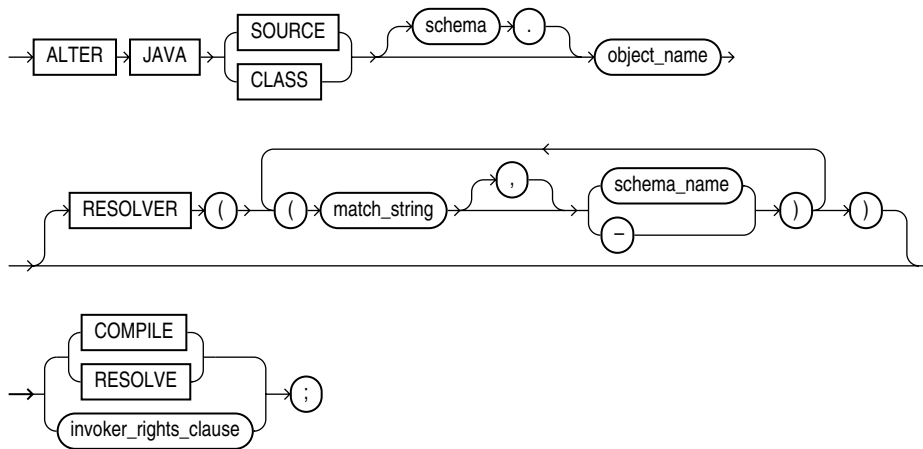 ALTER JAVA SOURCE CLASS schema . object_name
RESOLVER ( ( match_string , schema_name – ) )
COMPILE RESOLVE invoker_rights_clause ;